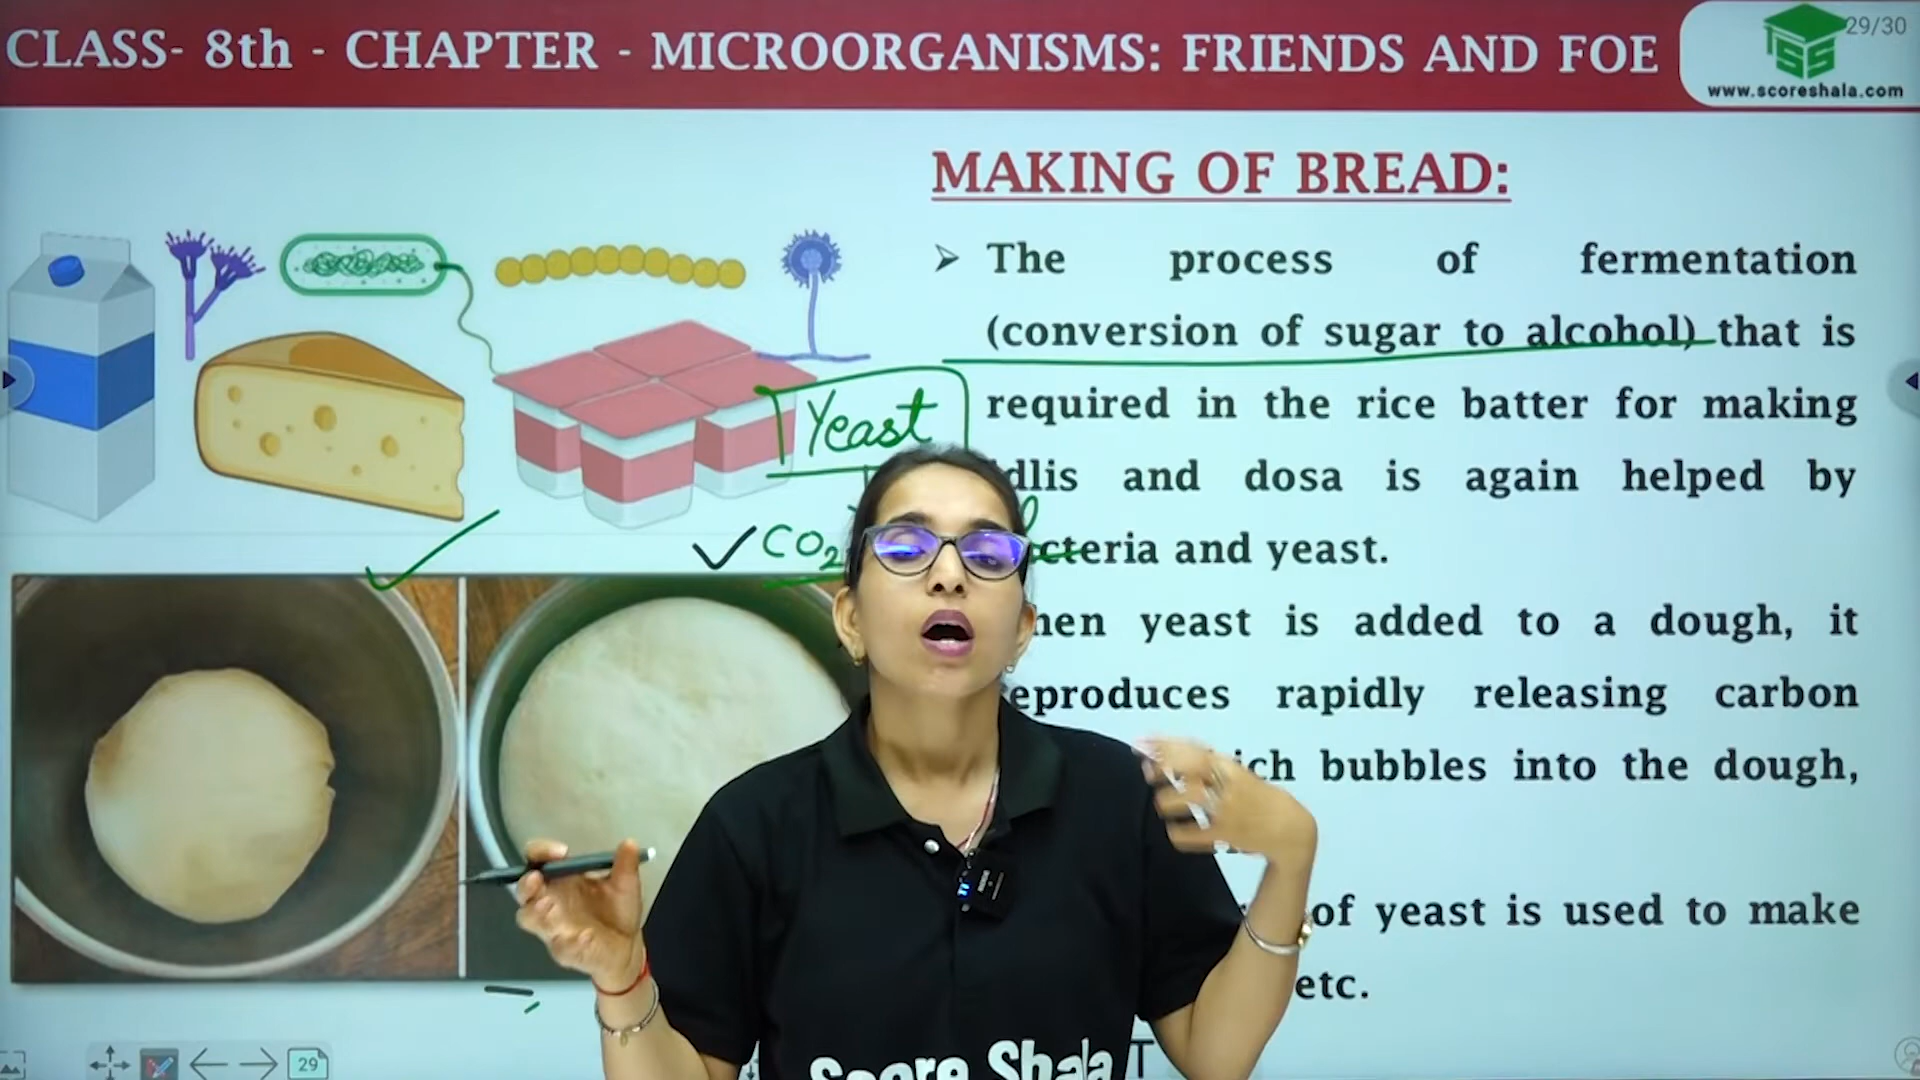 CLASS- 8th - CHAPTER - MICROORGANISMS: FRIENDS AND FOE
29/30
www.scoreshala.com
MAKING OF BREAD:
➢ The process of fermentation
(conversion of sugar to alcohol) that is
required in the rice batter for making
dlis and dosa is again helped by
cteria and yeast.
hen yeast is added to a dough, it
eproduces rapidly releasing carbon
ich bubbles into the dough,
of yeast is used to make
etc.
Yeast
CO2
29
Score Shala